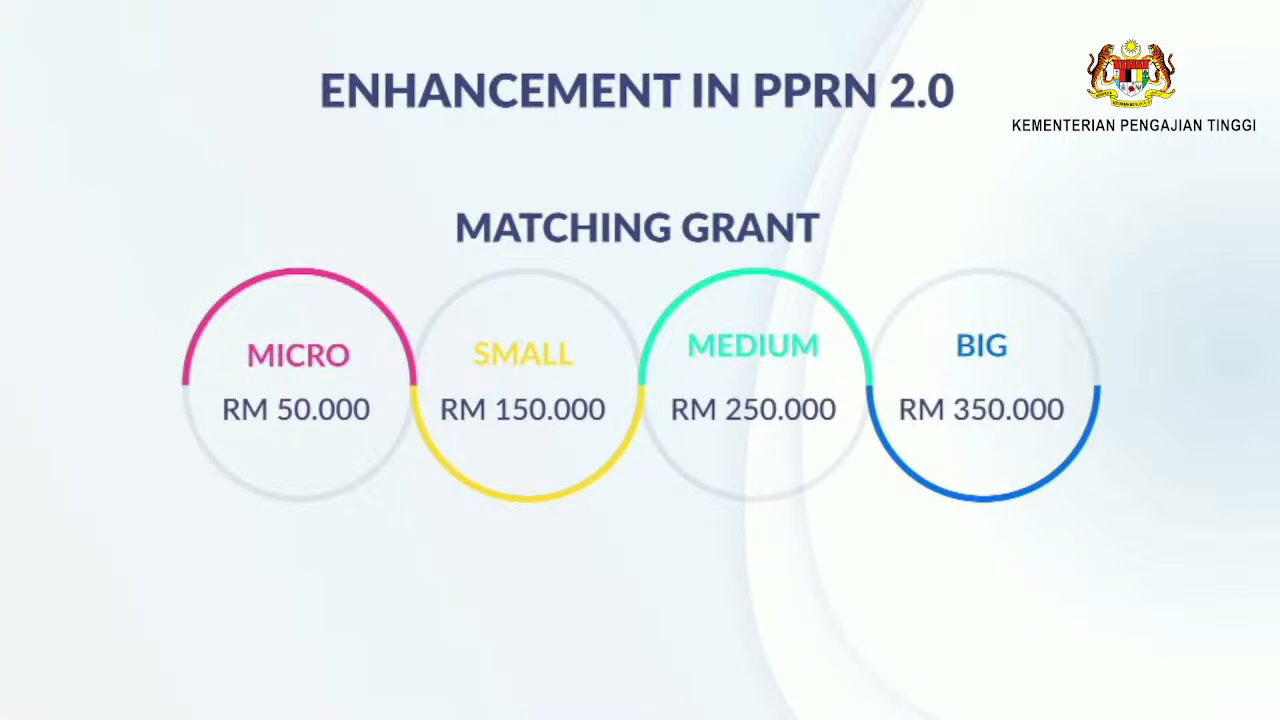 ENHANCEMENT IN PPRN 2.0
KEMENTERIAN PENGAJIAN TINGGI
MATCHING GRANT
MICRO
RM 50.000
SMALL
RM 150.000
MEDIUM
RM 250.000
BIG
RM 350.000